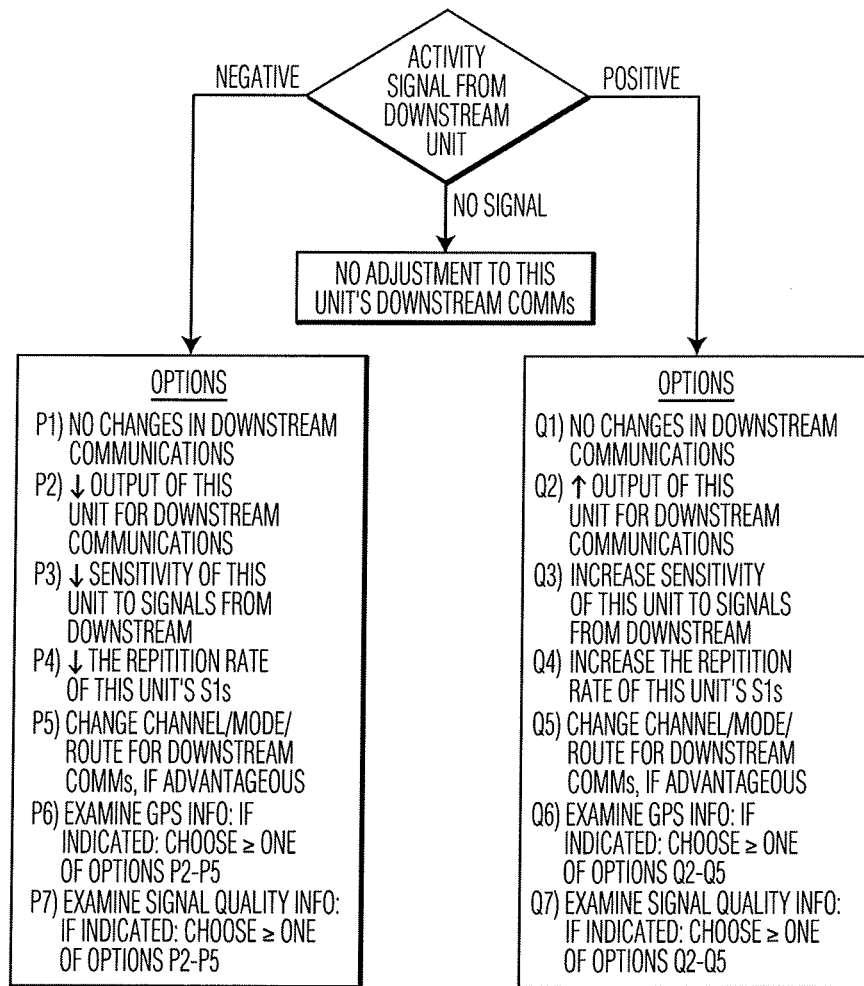 ACTIVITY
SIGNAL FROM
DOWNSTREAM
UNIT
NEGATIVE
POSITIVE
NO SIGNAL
NO ADJUSTMENT TO THIS
UNIT'S DOWNSTREAM COMMs
OPTIONS
P1) NO CHANGES IN DOWNSTREAM
COMMUNICATIONS
P2) ↓ OUTPUT OF THIS
UNIT FOR DOWNSTREAM
COMMUNICATIONS
P3) ↓ SENSITIVITY OF THIS
UNIT TO SIGNALS FROM
DOWNSTREAM
P4) ↓ THE REPITITION RATE
OF THIS UNIT'S S1s
P5) CHANGE CHANNEL/MODE/
ROUTE FOR DOWNSTREAM
COMMs, IF ADVANTAGEOUS
P6) EXAMINE GPS INFO: IF
INDICATED: CHOOSE ≥ ONE
OF OPTIONS P2-P5
P7) EXAMINE SIGNAL QUALITY INFO:
IF INDICATED: CHOOSE ≥ ONE
OF OPTIONS P2-P5
OPTIONS
Q1) NO CHANGES IN DOWNSTREAM
COMMUNICATIONS
Q2) ↑ OUTPUT OF THIS
UNIT FOR DOWNSTREAM
COMMUNICATIONS
Q3) INCREASE SENSITIVITY
OF THIS UNIT TO SIGNALS
FROM DOWNSTREAM
Q4) INCREASE THE REPITITION
RATE OF THIS UNIT'S S1s
Q5) CHANGE CHANNEL/MODE/
ROUTE FOR DOWNSTREAM
COMMs, IF ADVANTAGEOUS
Q6) EXAMINE GPS INFO: IF
INDICATED: CHOOSE ≥ ONE
OF OPTIONS Q2-Q5
Q7) EXAMINE SIGNAL QUALITY INFO:
IF INDICATED: CHOOSE ≥ ONE
OF OPTIONS Q2-Q5